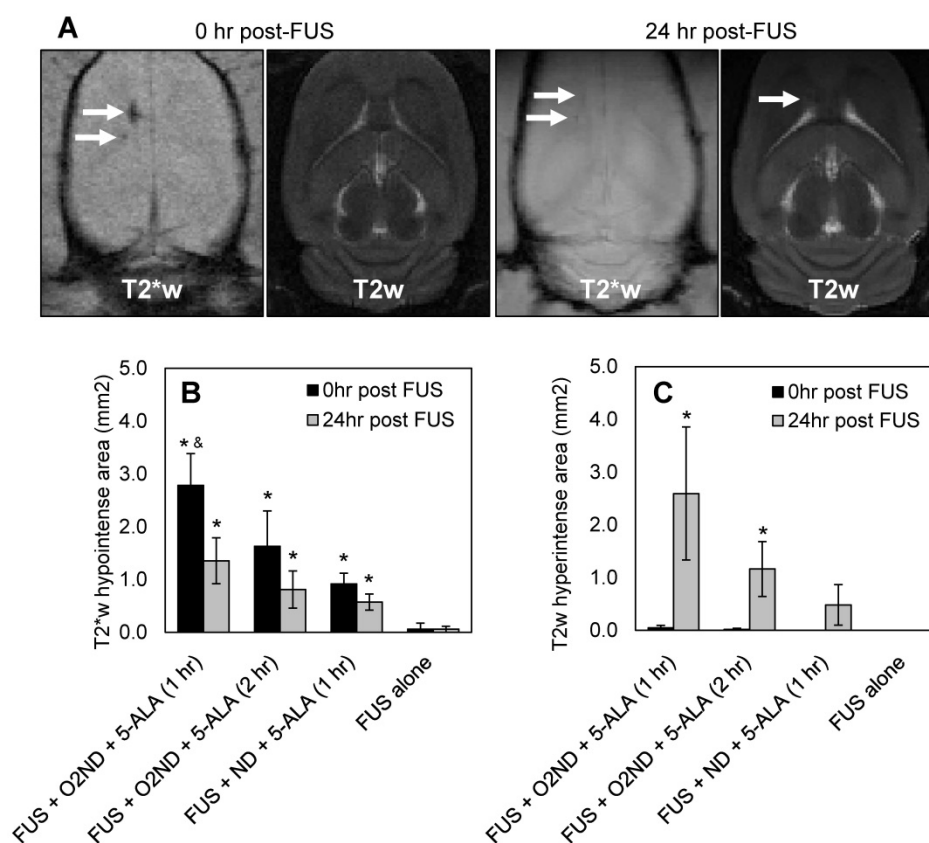 A
0 hr post-FUS
24 hr post-FUS
T2*w
T2w
T2*w
T2w
B
T2*w hypointense area (mm2)
5.0
4.0
3.0
2.0
1.0
0.0
0hr post FUS
24hr post FUS
* &
*
*
*
*
*
FUS + O2ND + 5-ALA (1 hr)
FUS + O2ND + 5-ALA (2 hr)
FUS + ND + 5-ALA (1 hr)
FUS alone
C
T2w hyperintense area (mm2)
5.0
4.0
3.0
2.0
1.0
0.0
0hr post FUS
24hr post FUS
*
*
FUS + O2ND + 5-ALA (1 hr)
FUS + O2ND + 5-ALA (2 hr)
FUS + ND + 5-ALA (1 hr)
FUS alone